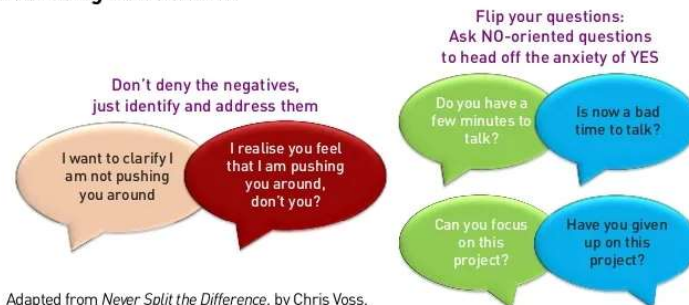 Flip your questions:
Ask NO-oriented questions
to head off the anxiety of YES
Don't deny the negatives,
just identify and address them
I want to clarify I
am not pushing
you around
I realise you feel
that I am pushing
you around,
don't you?
Do you have a
few minutes to
talk?
Is now a bad
time to talk?
Can you focus
on this
project?
Have you given
up on this
project?
Adapted from Never Split the Difference, by Chris Voss.